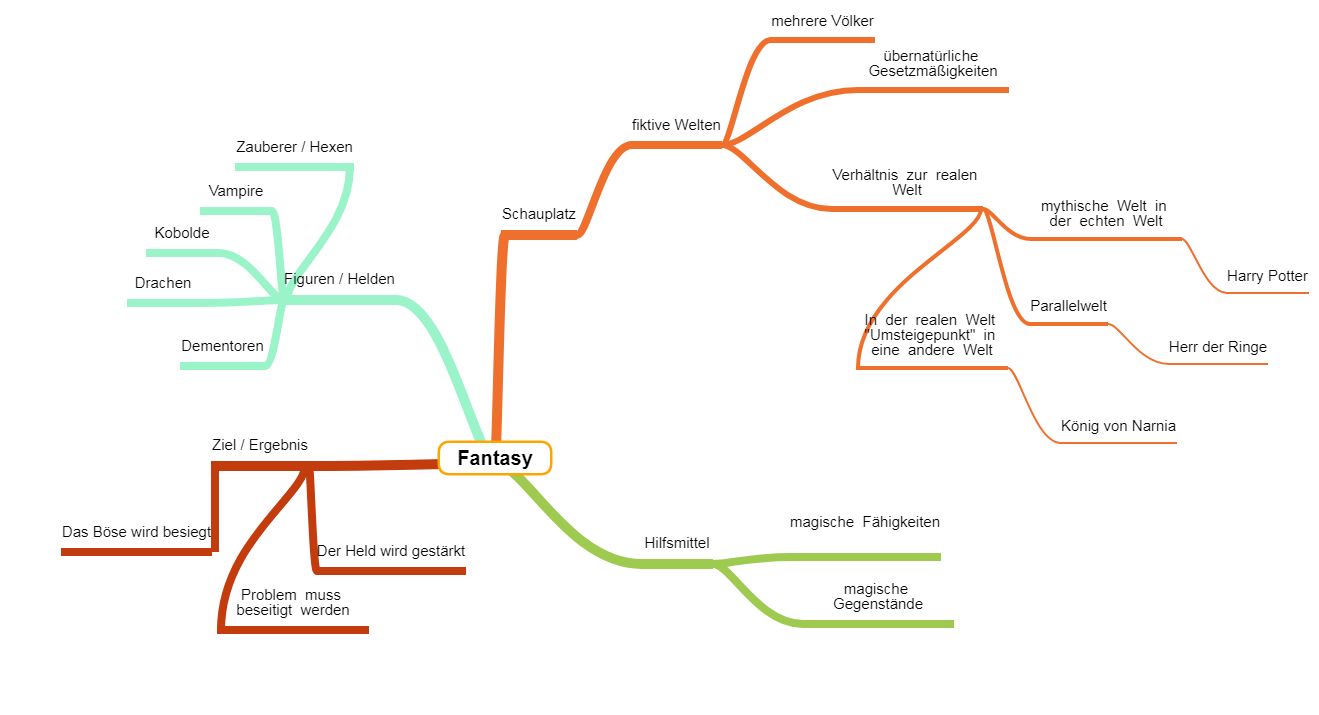 mehrere Völker
übernatürliche
Gesetzmäßigkeiten
fiktive Welten
Zauberer / Hexen
Verhältnis zur realen
Welt
Vampire
mythische Welt in
der echten Welt
Schauplatz
Kobolde
Harry Potter
Figuren / Helden
Drachen
Parallelwelt
In der realen Welt
"Umsteigepunkt" in
eine andere Welt
Dementoren
Herr der Ringe
König von Narnia
Ziel / Ergebnis
Fantasy
magische Fähigkeiten
Das Böse wird besiegt
Hilfsmittel
Der Held wird gestärkt
magische
Gegenstände
Problem muss
beseitigt werden